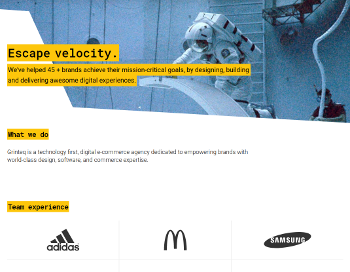 Escape velocity.
We've helped 45 + brands achieve their mission-critical goals, by designing, building
and delivering awesome digital experiences.
What we do
Grinteq is a technology first, digital e-commerce agency dedicated to empowering brands with
world-class design, software, and commerce expertise.
Team experience
adidas
SAMSUNG